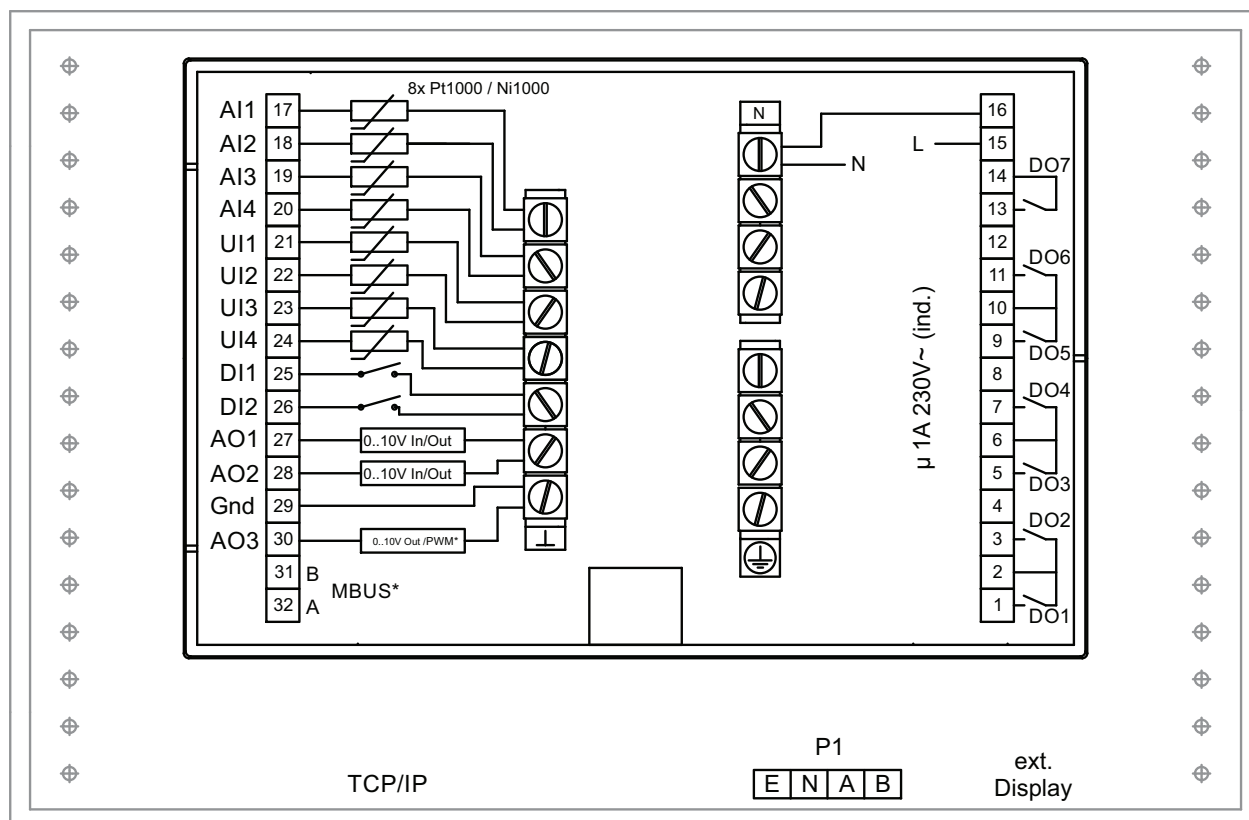 8x Pt1000 / Ni1000
AI1 17
AI2 18
AI3 19
AI4 20
UI1 21
UI2 22
UI3 23
UI4 24
DI1 25
DI2 26
AO1 27 0..10V In/Out
AO2 28 0..10V In/Out
Gnd 29
AO3 30 0..10V Out /PWM*
31 B
MBUS*
32 A
N
N
L
µ 1A 230V~ (ind.)
16
15
14 DO7
13
12
11 DO6
10
9 DO5
8
7 DO4
6
5 DO3
4
3 DO2
2
1 DO1
TCP/IP
P1
E N A B
ext.
Display